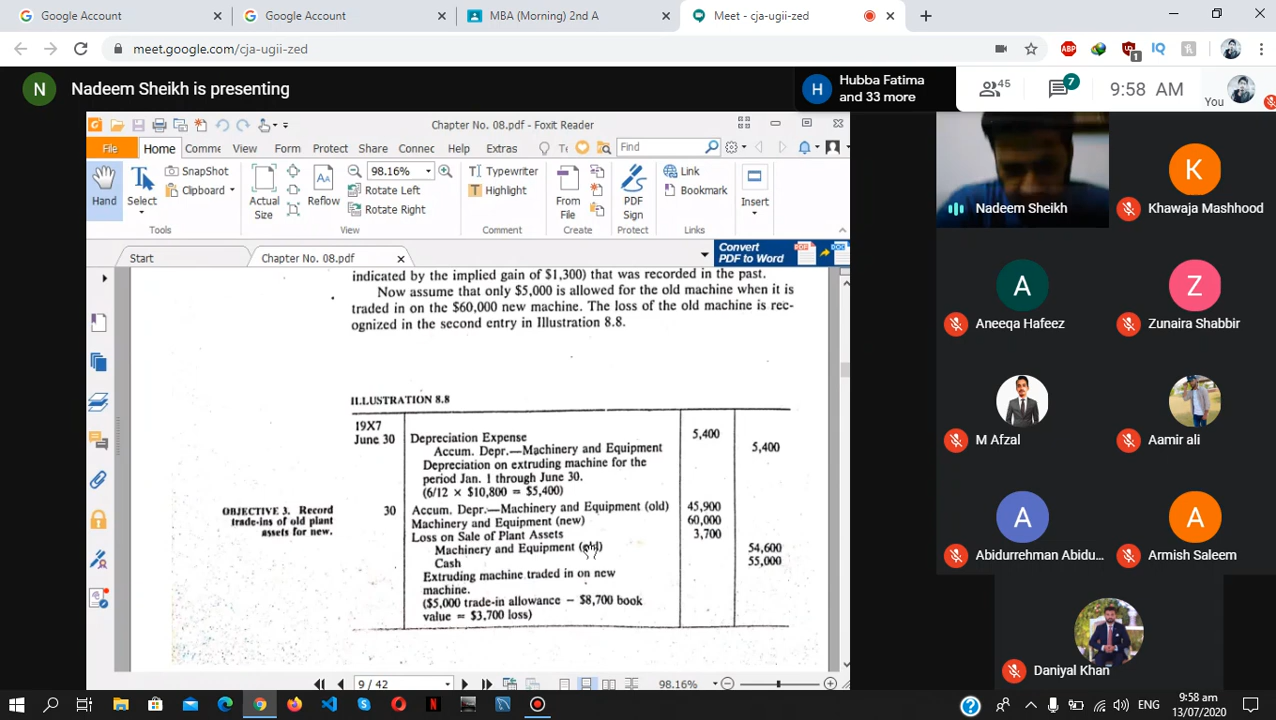 Google Account
Google Account
MBA (Morning) 2nd A
Meet - cja-ugii-zed
meet.google.com/cja-ugii-zed
ABP
1
IQ
N
Nadeem Sheikh is presenting
H
Hubba Fatima
and 33 more
45
7
9:58 AM
You
Chapter No. 08.pdf - Foxit Reader
File
Home
Comme
View
Form
Protect
Share
Connec
Help
Extras
Find
Hand
Select
SnapShot
Clipboard
Actual
Size
Reflow
98.16%
Rotate Left
Rotate Right
Typewriter
Highlight
From
File
PDF
Sign
Link
Bookmark
Insert
Tools
View
Comment
Create
Protect
Links
Start
Chapter No. 08.pdf
Convert
PDF to Word
indicated by the implied gain of $1,300) that was recorded in the past.
Now assume that only $5,000 is allowed for the old machine when it is
traded in on the $60,000 new machine. The loss of the old machine is rec-
ognized in the second entry in Illustration 8.8.
ILLUSTRATION 8.8
19X7
June 30 Depreciation Expense 5,400
Accum. Depr.—Machinery and Equipment 5,400
Depreciation on extruding machine for the
period Jan. 1 through June 30.
(6/12 × $10,800 = $5,400)
OBJECTIVE 3. Record
trade-ins of old plant
assets for new.
30 Accum. Depr.—Machinery and Equipment (old) 45,900
Machinery and Equipment (new) 60,000
Loss on Sale of Plant Assets 3,700
Machinery and Equipment (old) 54,600
Cash 55,000
Extruding machine traded in on new
machine.
($5,000 trade-in allowance − $8,700 book
value = $3,700 loss)
9 / 42
98.16%
Nadeem Sheikh
K
Khawaja Mashhood
A
Aneeqa Hafeez
Z
Zunaira Shabbir
M Afzal
Aamir ali
A
Abidurrehman Abidu...
A
Armish Saleem
Daniyal Khan
9:58 am
13/07/2020